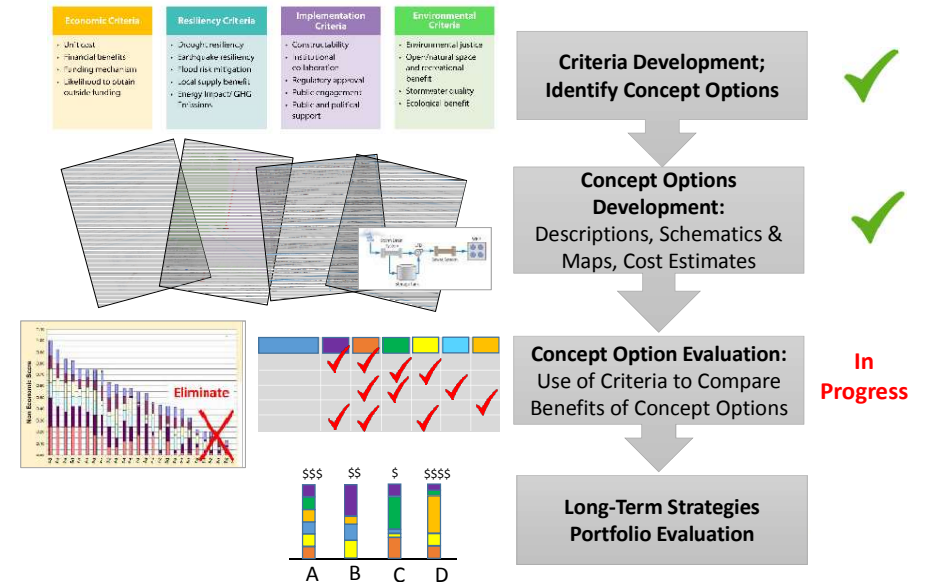 Economic Criteria
• Unit cost
• Financial benefits
• Funding mechanism
• Likelihood to obtain
outside funding
Resiliency Criteria
• Drought resiliency
• Earthquake resiliency
• Flood risk mitigation
• Local supply benefit
• Energy Impact/ GHG
Emissions
Implementation
Criteria
• Constructability
• Institutional
collaboration
• Regulatory approval
• Public engagement
• Public and political
support
Environmental
Criteria
• Environmental justice
• Open/natural space
and recreational
benefit
• Stormwater quality
• Ecological benefit
Criteria Development;
Identify Concept Options
Concept Options
Development:
Descriptions, Schematics &
Maps, Cost Estimates
Concept Option Evaluation:
Use of Criteria to Compare
Benefits of Concept Options
In
Progress
Eliminate
Long-Term Strategies
Portfolio Evaluation
$$$ $$ $ $$$$
A B C D